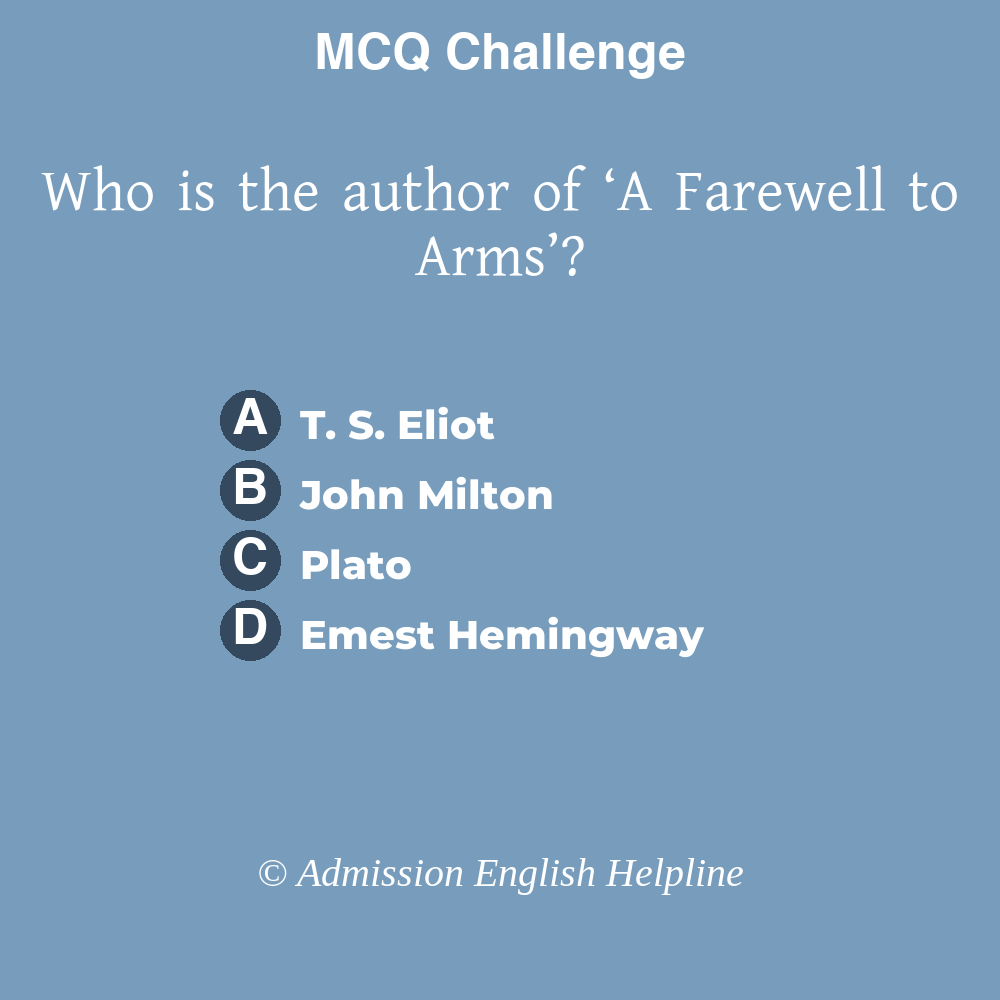 MCQ Challenge
Who is the author of ‘A Farewell to
Arms’?
A T. S. Eliot
B John Milton
C Plato
D Emest Hemingway
© Admission English Helpline